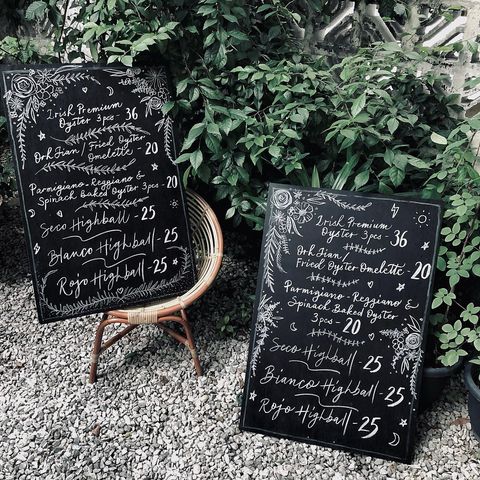 Irish Premium
Oyster 3pcs - 36
Orh Jian / Fried Oyster
Omelette - 20
Parmigiano-Reggiano &
Spinach Baked Oyster 3pcs - 20
Seco Highball - 25
Bianco Highball - 25
Rojo Highball - 25
Irish Premium
Oyster 3pcs - 36
Orh Jian /
Fried Oyster Omelette - 20
Parmigiano-Reggiano &
Spinach Baked Oyster
3pcs - 20
Seco Highball - 25
Bianco Highball - 25
Rojo Highball - 25